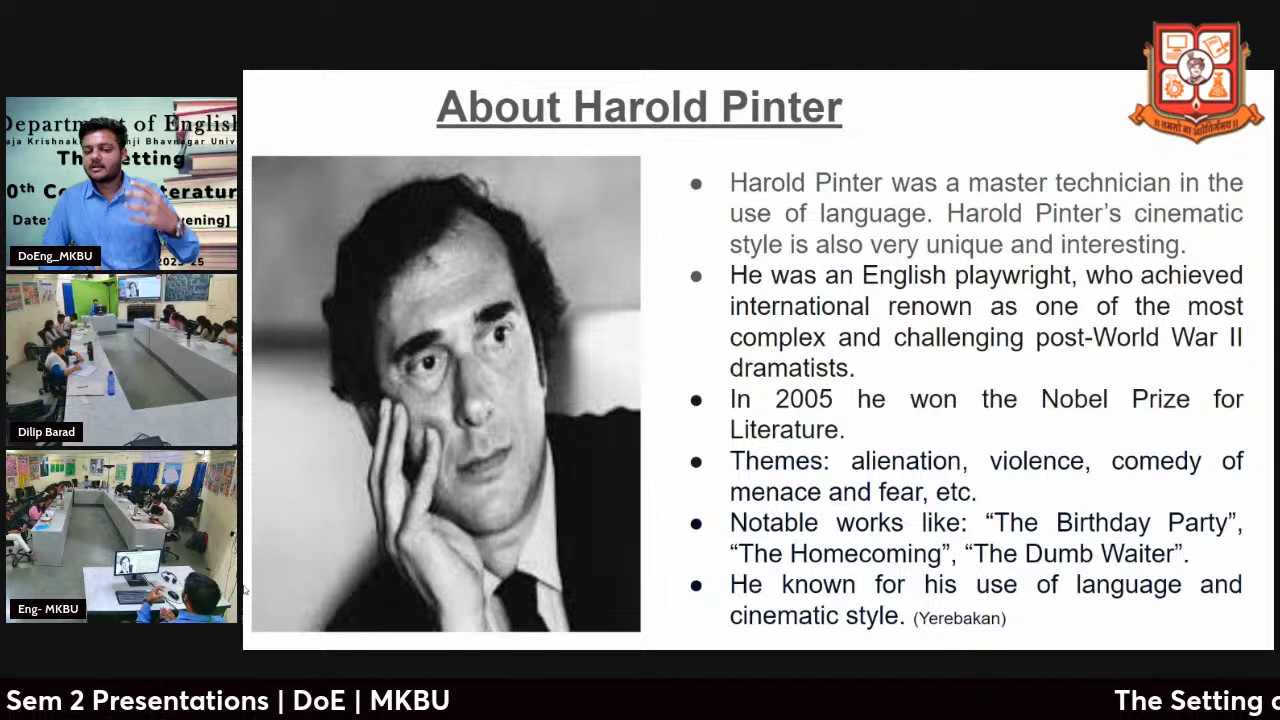 About Harold Pinter
● Harold Pinter was a master technician in the
use of language. Harold Pinter’s cinematic
style is also very unique and interesting.
● He was an English playwright, who achieved
international renown as one of the most
complex and challenging post-World War II
dramatists.
● In 2005 he won the Nobel Prize for
Literature.
● Themes: alienation, violence, comedy of
menace and fear, etc.
● Notable works like: “The Birthday Party”,
“The Homecoming”, “The Dumb Waiter”.
● He known for his use of language and
cinematic style. (Yerebakan)
of English
Bhavnagar
DoEng_MKBU
Dilip Barad
Eng- MKBU
Sem 2 Presentations | DoE | MKBU
The Setting